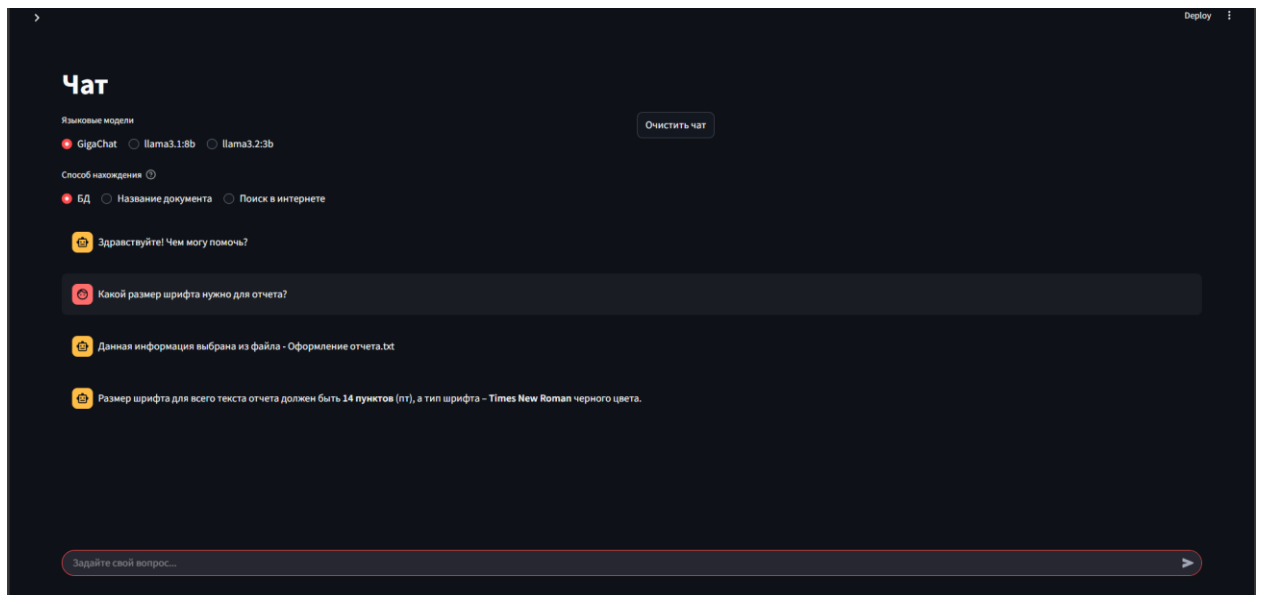 Deploy
Чат
Языковые модели
Очистить чат
GigaChat llama3.1:8b llama3.2:3b
Способ нахождения
БД Название документа Поиск в интернете
Здравствуйте! Чем могу помочь?
Какой размер шрифта нужно для отчета?
Данная информация выбрана из файла - Оформление отчета.txt
Размер шрифта для всего текста отчета должен быть 14 пунктов (пт), а тип шрифта – Times New Roman черного цвета.
Задайте свой вопрос...